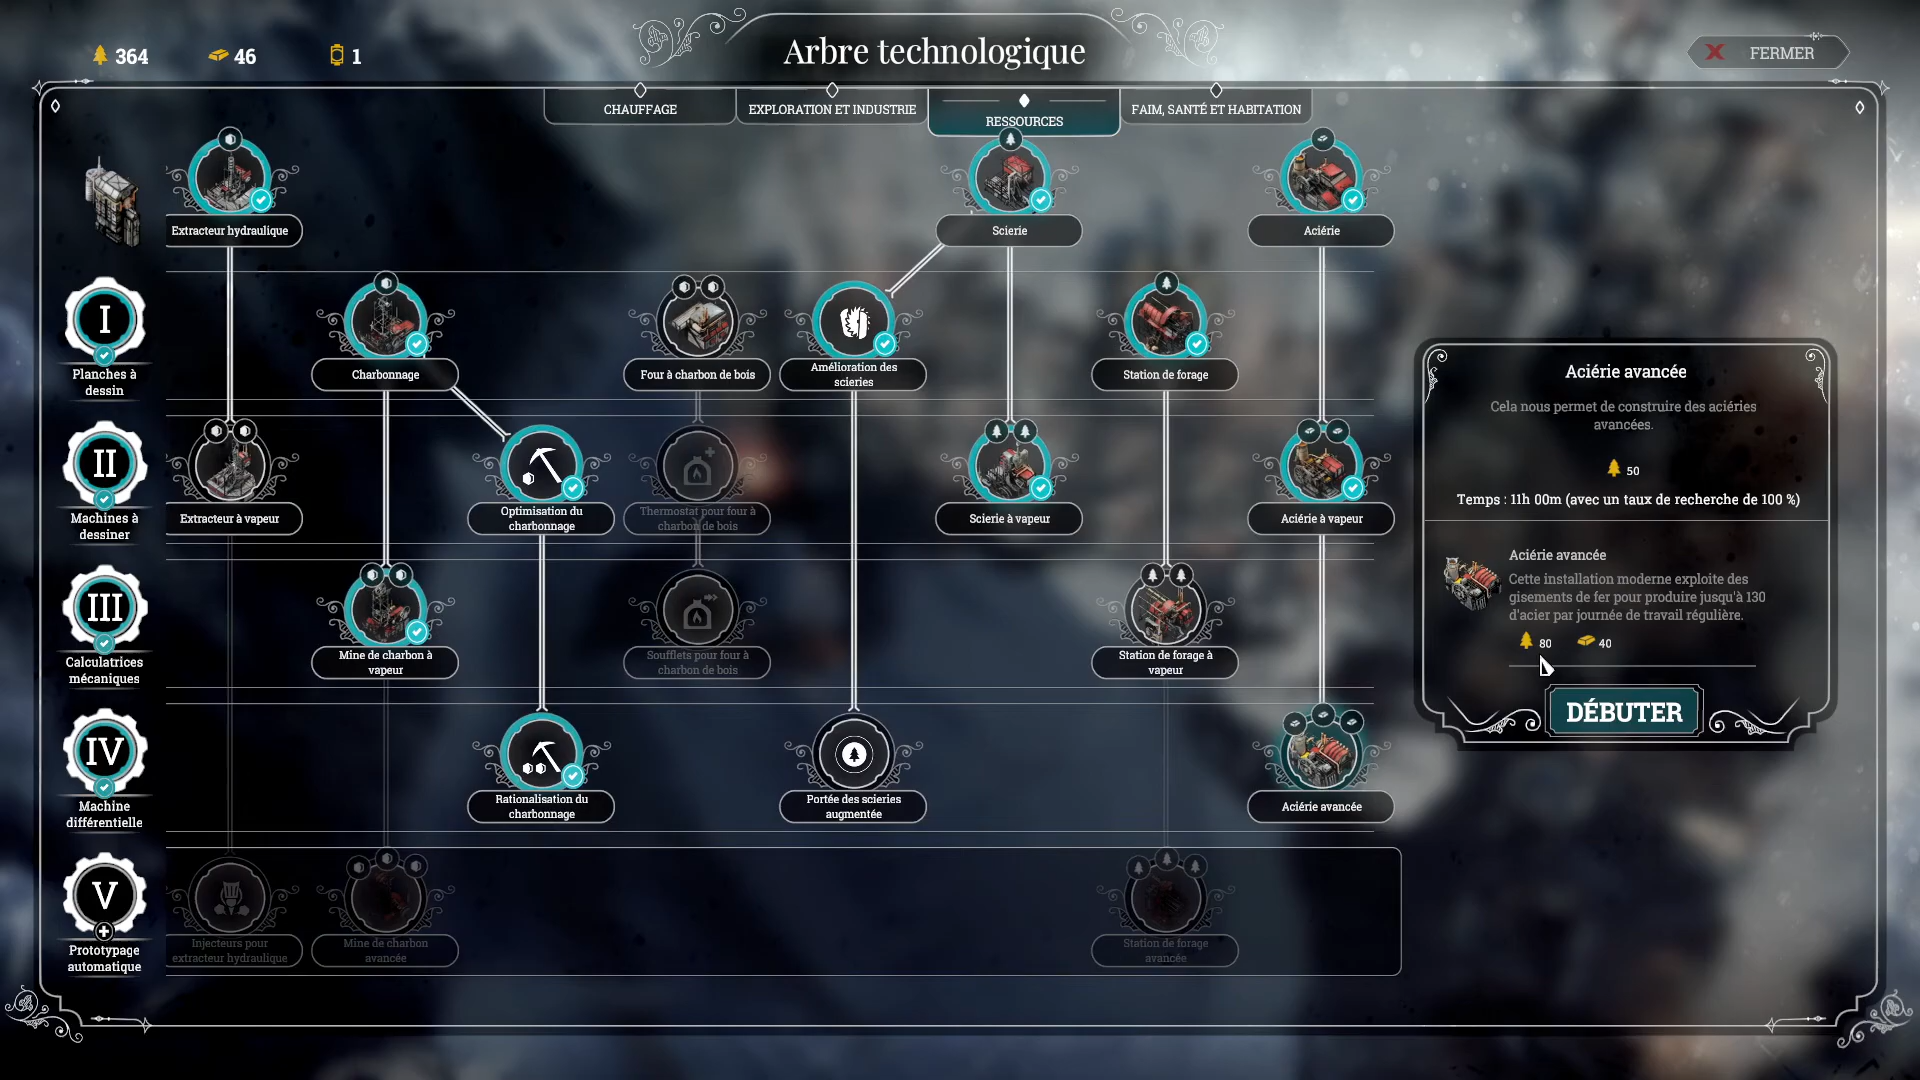 364 46 1
Arbre technologique
X FERMER
CHAUFFAGE
EXPLORATION ET INDUSTRIE
RESSOURCES
FAIM, SANTÉ ET HABITATION
Extracteur hydraulique
Scierie
Aciérie
I
Planches à
dessin
Charbonnage
Four à charbon de bois
Amélioration des
scieries
Station de forage
II
Machines à
dessiner
Extracteur à vapeur
Optimisation du
charbonnage
Thermostat pour four à
charbon de bois
Scierie à vapeur
Aciérie à vapeur
III
Calculatrices
mécaniques
Mine de charbon à
vapeur
Soufflets pour four à
charbon de bois
Station de forage à
vapeur
IV
Machine
différentielle
Rationalisation du
charbonnage
Portée des scieries
augmentée
Aciérie avancée
V
Prototypage
automatique
Injecteurs pour
extracteur hydraulique
Mine de charbon
avancée
Station de forage
avancée
Aciérie avancée
Cela nous permet de construire des aciéries
avancées.
50
Temps : 11h 00m (avec un taux de recherche de 100 %)
Aciérie avancée
Cette installation moderne exploite des
gisements de fer pour produire jusqu'à 130
d'acier par journée de travail régulière.
80 40
DÉBUTER